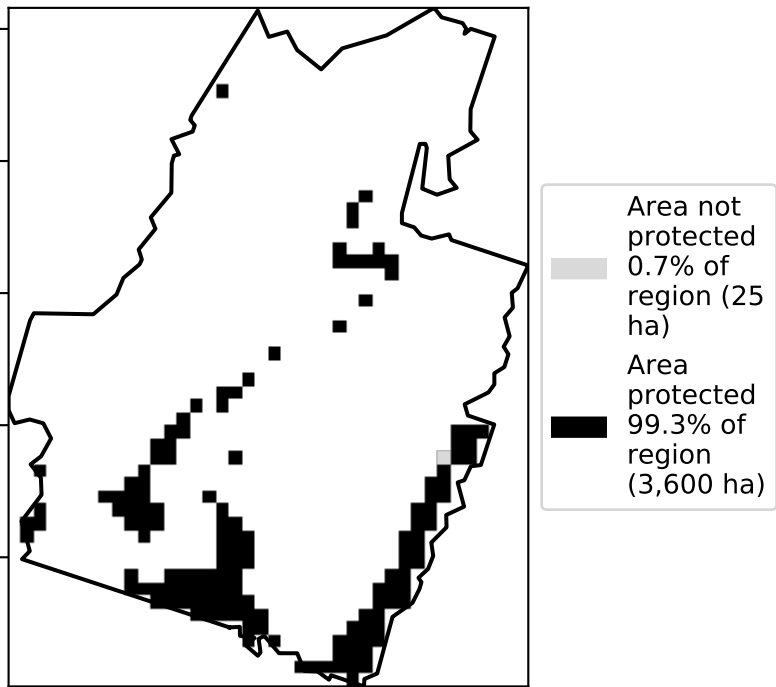 Area not
protected
0.7% of
region (25
ha)
Area
protected
99.3% of
region
(3,600 ha)